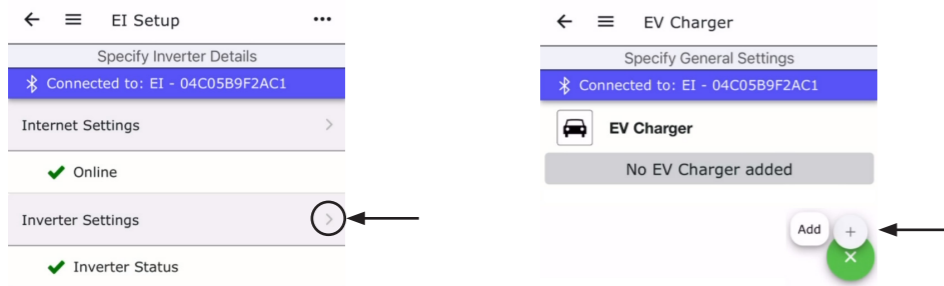 EI Setup
Specify Inverter Details
Connected to: EI - 04C05B9F2AC1
Internet Settings
Online
Inverter Settings
Inverter Status
EV Charger
Specify General Settings
Connected to: EI - 04C05B9F2AC1
EV Charger
No EV Charger added
Add